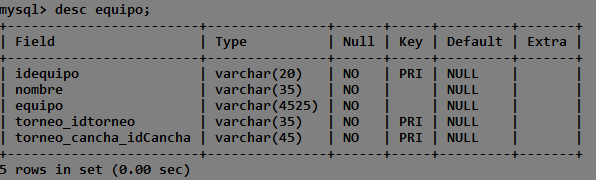 mysql> desc equipo;
+-----------------------+---------------+------+-----+---------+-------+
| Field                 | Type          | Null | Key | Default | Extra |
+-----------------------+---------------+------+-----+---------+-------+
| idequipo              | varchar(20)   | NO   | PRI | NULL    |       |
| nombre                | varchar(35)   | NO   |     | NULL    |       |
| equipo                | varchar(4525) | NO   |     | NULL    |       |
| torneo_idtorneo       | varchar(35)   | NO   | PRI | NULL    |       |
| torneo_cancha_idCancha | varchar(45)   | NO   | PRI | NULL    |       |
+-----------------------+---------------+------+-----+---------+-------+
5 rows in set (0.00 sec)